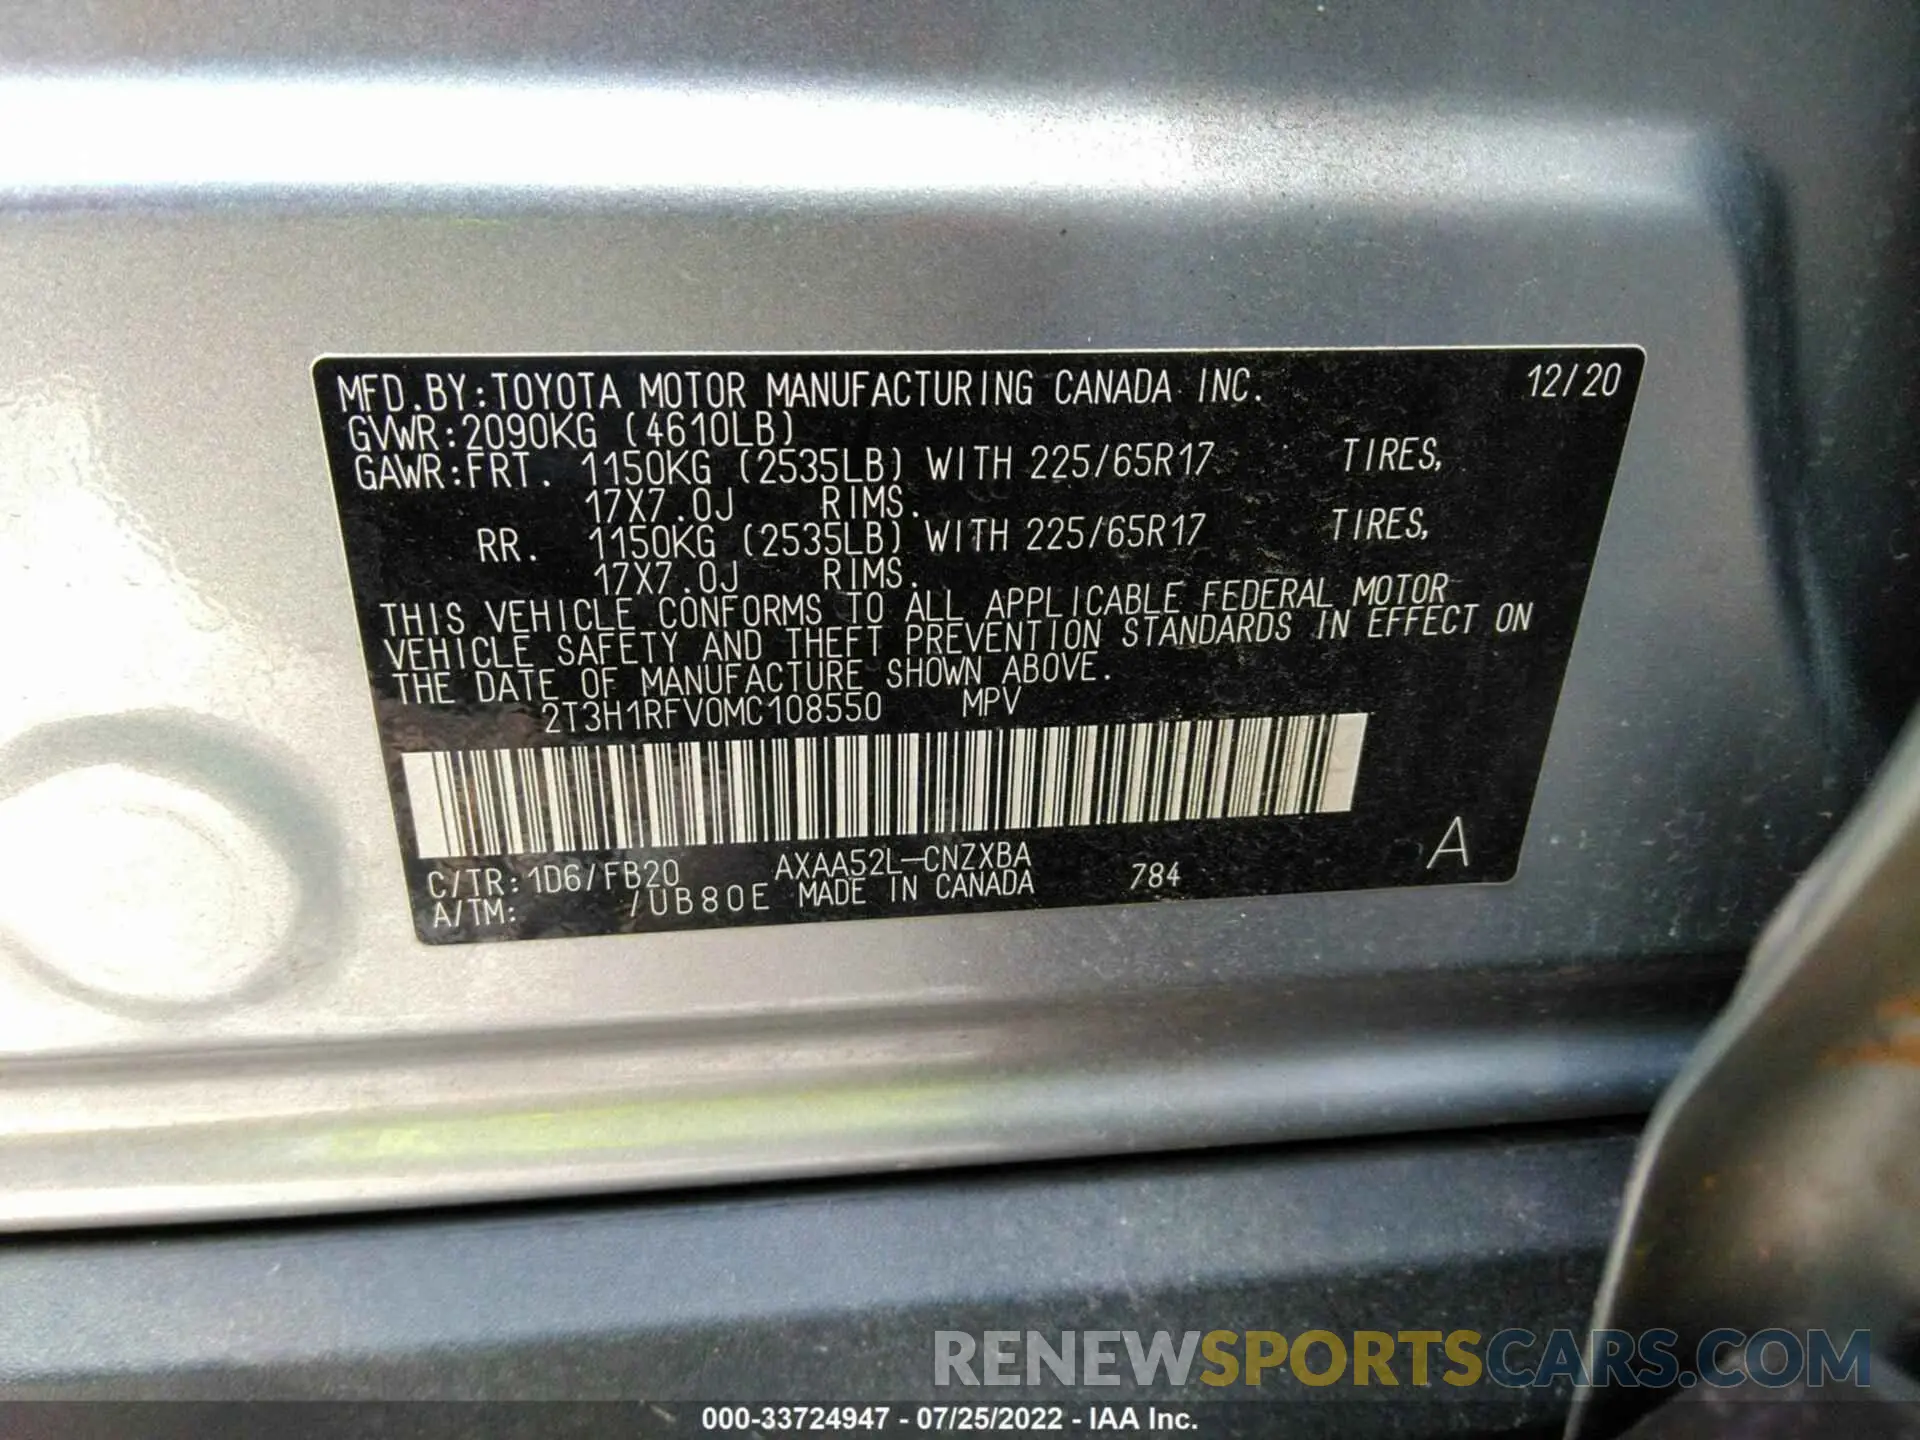 MFD.BY:TOYOTA MOTOR MANUFACTURING CANADA INC. 12/20
GVWR:2090KG (4610LB)
GAWR:FRT. 1150KG (2535LB) WITH 225/65R17 TIRES,
17X7.0J RIMS.
RR. 1150KG (2535LB) WITH 225/65R17 TIRES,
17X7.0J RIMS.
THIS VEHICLE CONFORMS TO ALL APPLICABLE FEDERAL MOTOR
VEHICLE SAFETY AND THEFT PREVENTION STANDARDS IN EFFECT ON
THE DATE OF MANUFACTURE SHOWN ABOVE.
2T3H1RFV0MC108550 MPV
C/TR:1D6/FB20 AXAA52L-CNZXBA 784 A
A/TM: /UB80E MADE IN CANADA
RENEWSPORTSCARS.COM
000-33724947 - 07/25/2022 - IAA Inc.